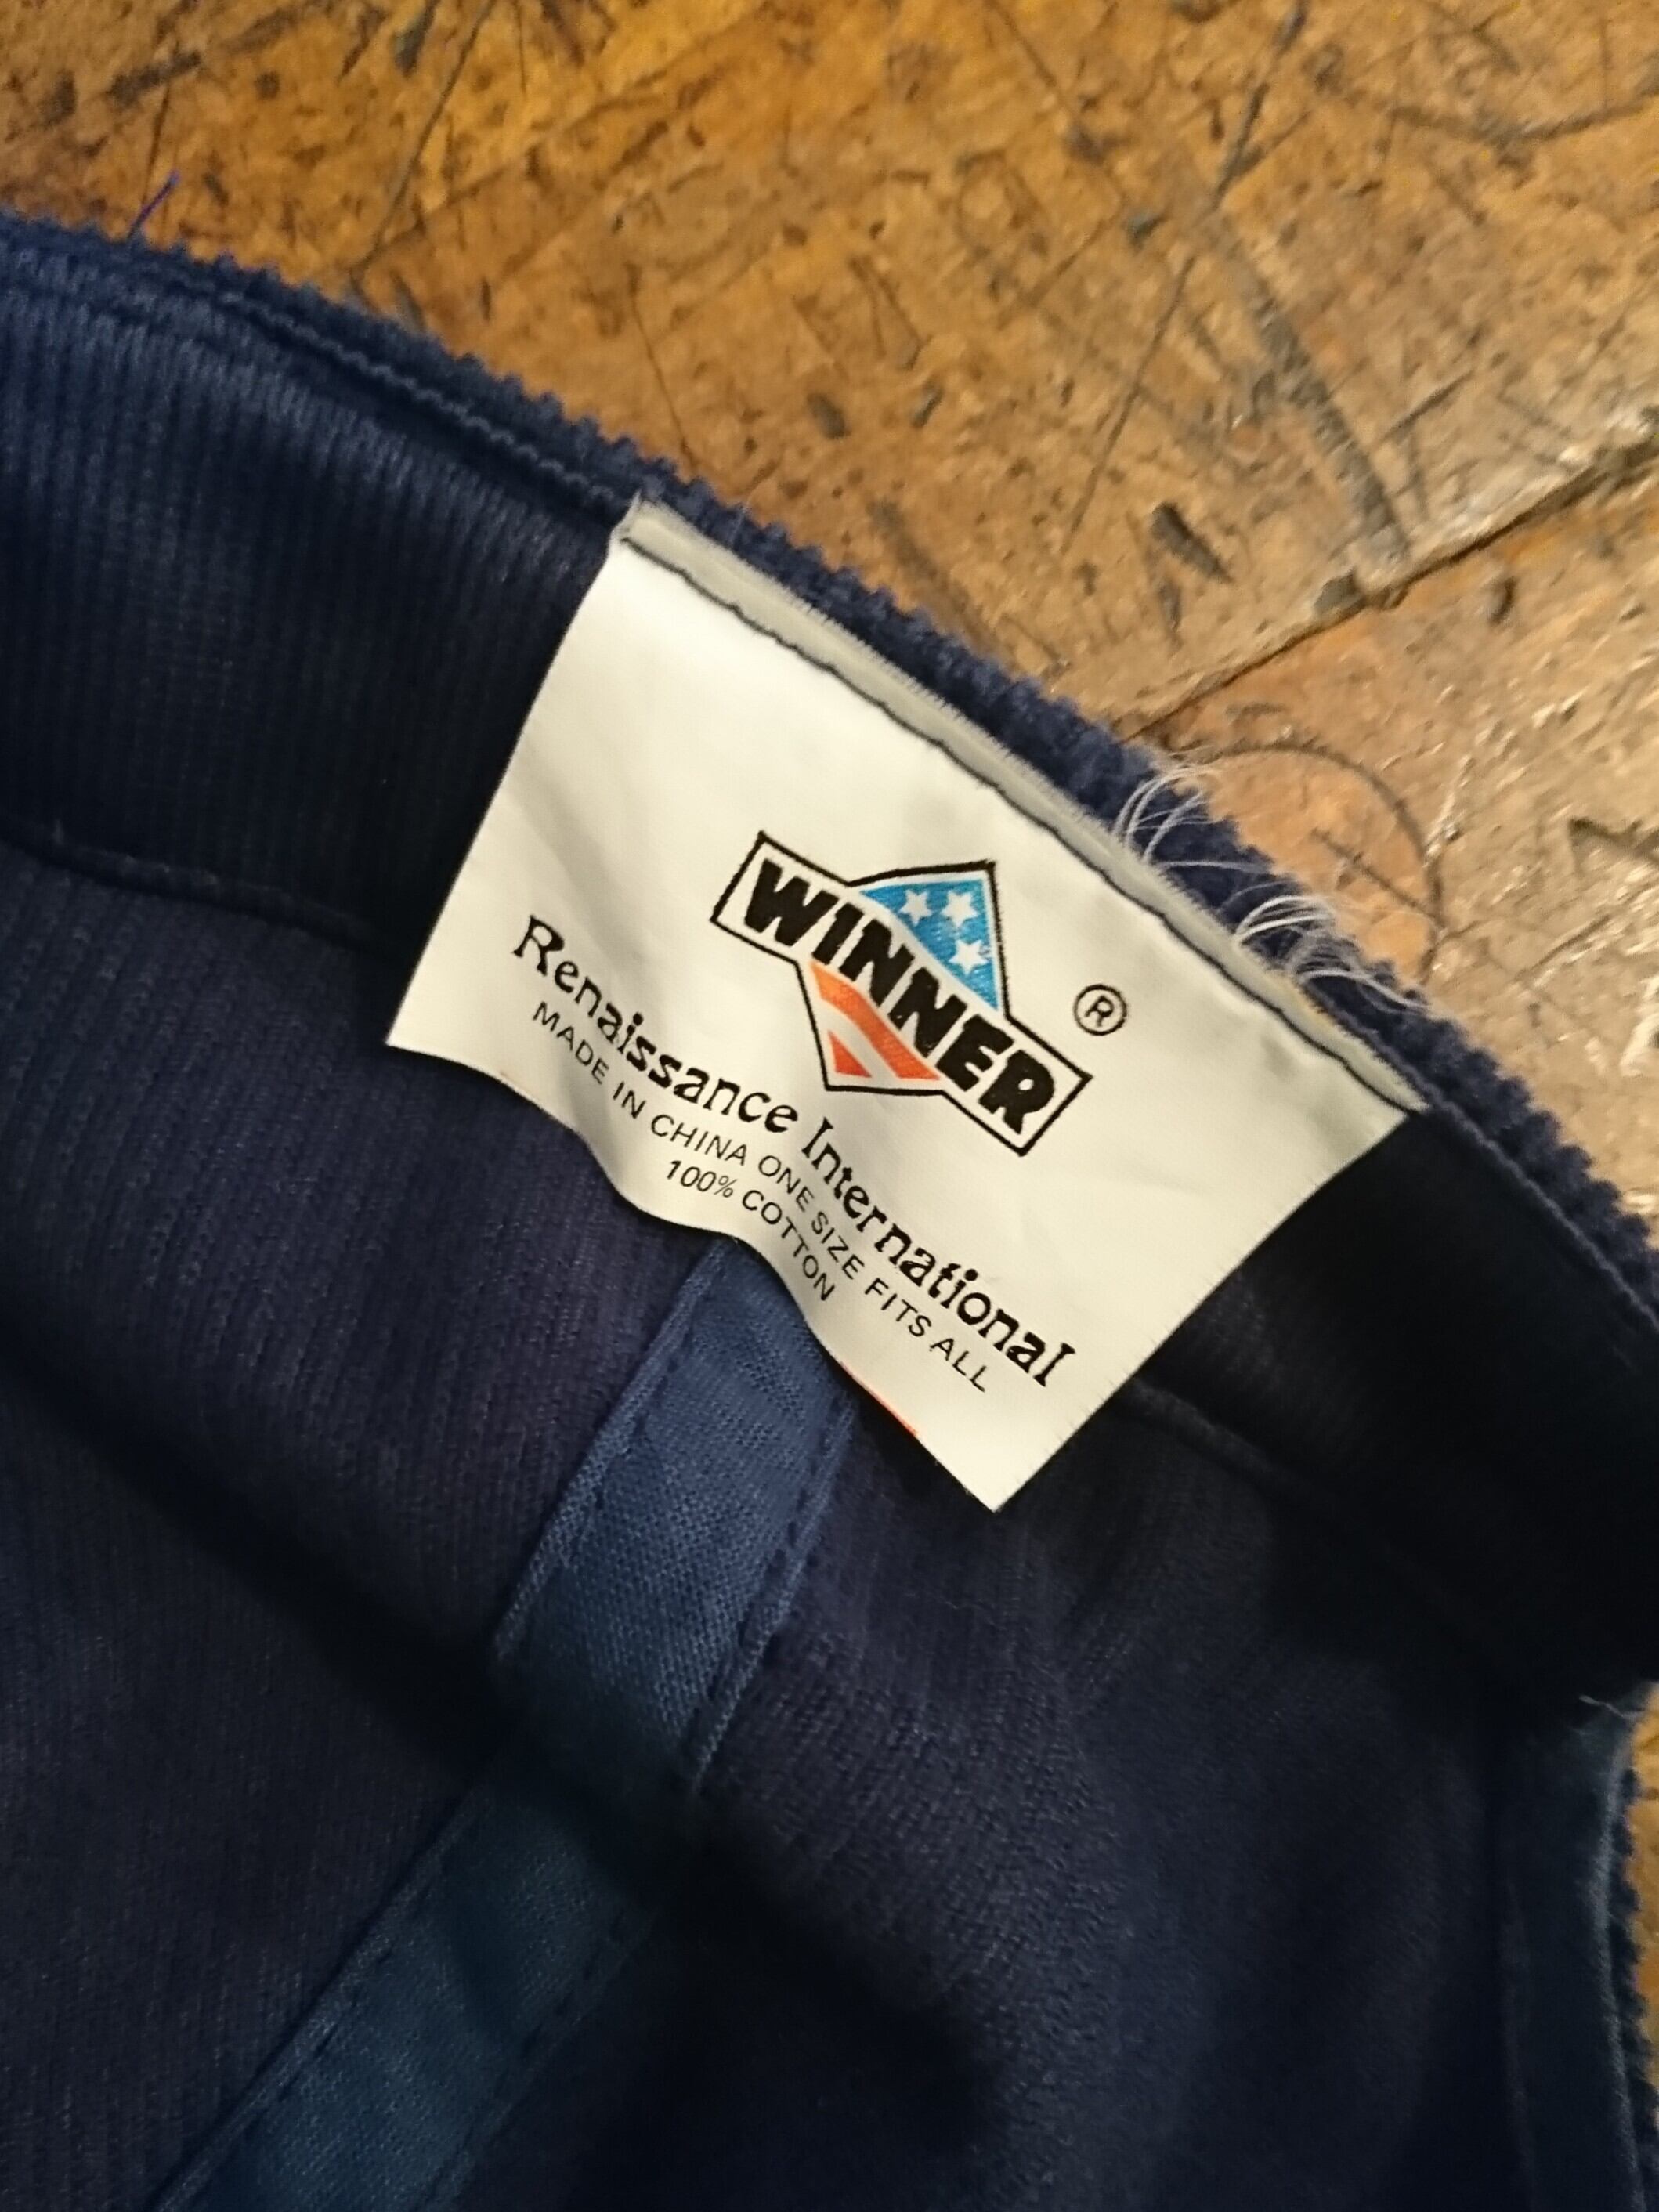 WINNER
®
Renaissance International
MADE IN CHINA ONE SIZE FITS ALL
100% COTTON